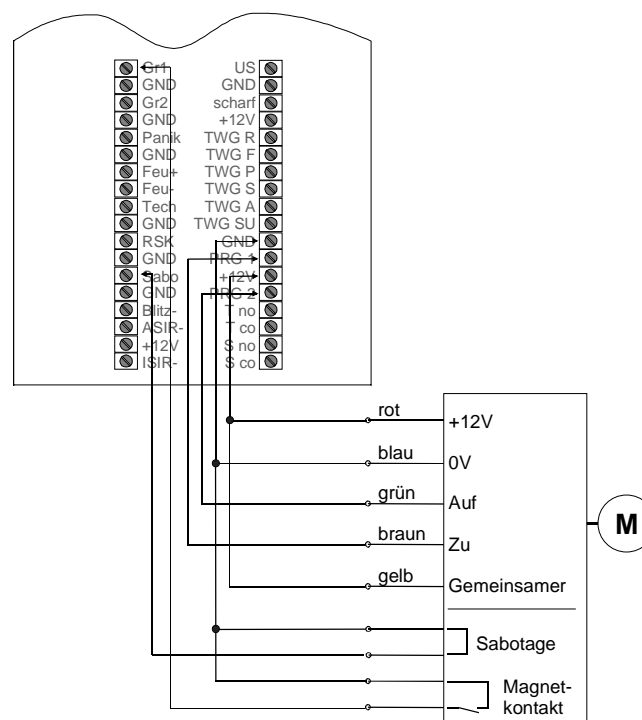 Gr1
GND
Gr2
GND
Panik
GND
Feu+
Feu-
Tech
GND
RSK
GND
Sabo
GND
Blitz-
ASIR-
+12V
ISIR-
US
GND
scharf
+12V
TWG R
TWG F
TWG P
TWG S
TWG A
TWG SU
GND
PRG 1
+12V
PRG 2
T no
T co
S no
S co
rot
+12V
blau
0V
grün
Auf
M
braun
Zu
gelb
Gemeinsamer
Sabotage
Magnet-
kontakt